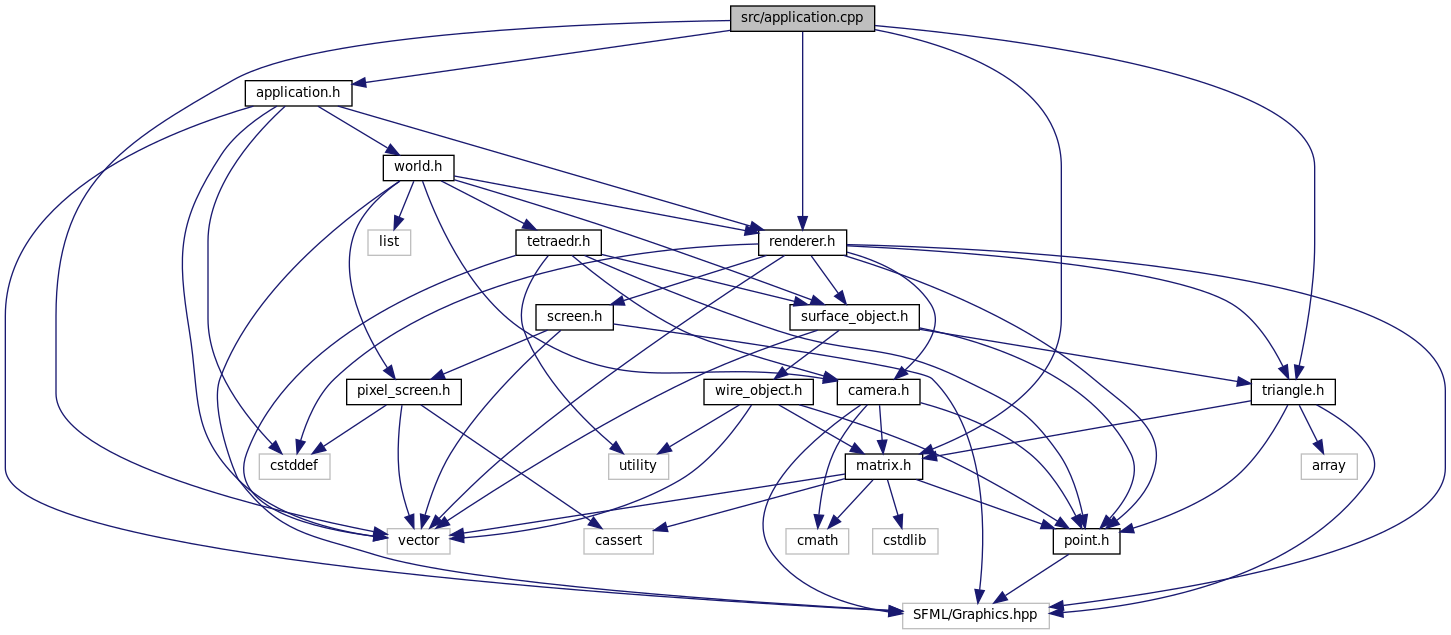 src/application.cpp
application.h
world.h
list
tetraedr.h
renderer.h
screen.h
surface_object.h
pixel_screen.h
wire_object.h
camera.h
triangle.h
cstddef
utility
matrix.h
array
vector
cassert
cmath
cstdlib
point.h
SFML/Graphics.hpp